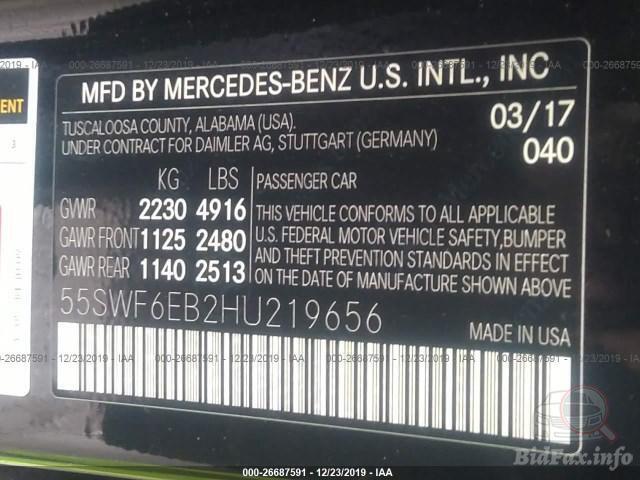 MFD BY MERCEDES-BENZ U.S. INTL., INC
TUSCALOOSA COUNTY, ALABAMA (USA).
UNDER CONTRACT FOR DAIMLER AG, STUTTGART (GERMANY)
03/17
040
KG LBS
GVWR 2230 4916
GAWR FRONT 1125 2480
GAWR REAR 1140 2513
PASSENGER CAR
THIS VEHICLE CONFORMS TO ALL APPLICABLE
U.S. FEDERAL MOTOR VEHICLE SAFETY,BUMPER
AND THEFT PREVENTION STANDARDS IN EFFECT
ON THE DATE OF MANUFACTURE SHOWN ABOVE.
55SWF6EB2HU219656
MADE IN USA
000-26687591 - 12/23/2019 - IAA
BidFax.info